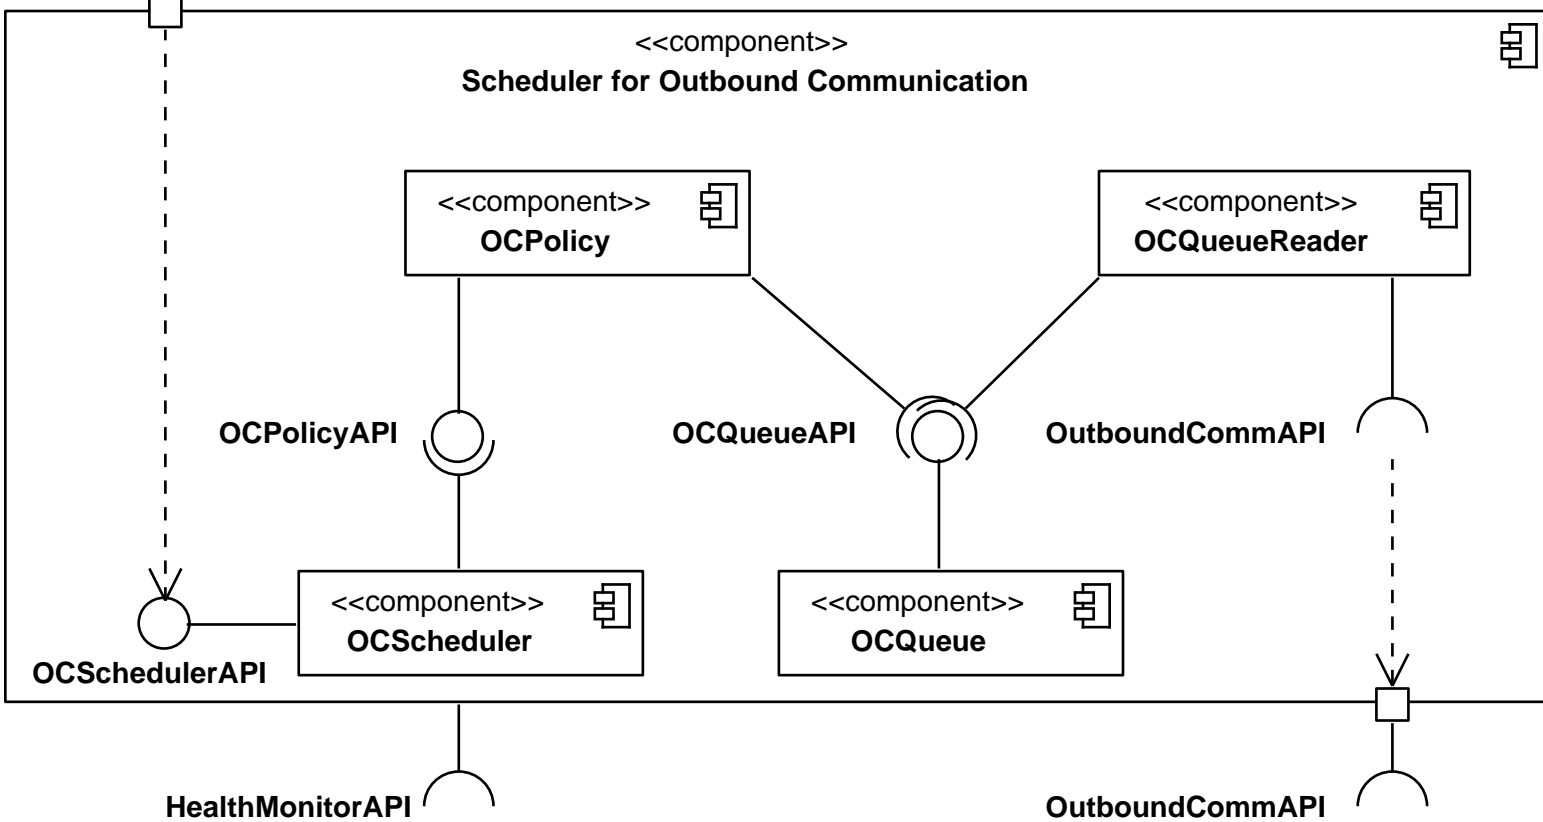 <<component>>
Scheduler for Outbound Communication
<<component>>
OCPolicy
<<component>>
OCQueueReader
OCPolicyAPI
OCQueueAPI
OutboundCommAPI
<<component>>
OCScheduler
<<component>>
OCQueue
OCSchedulerAPI
HealthMonitorAPI
OutboundCommAPI